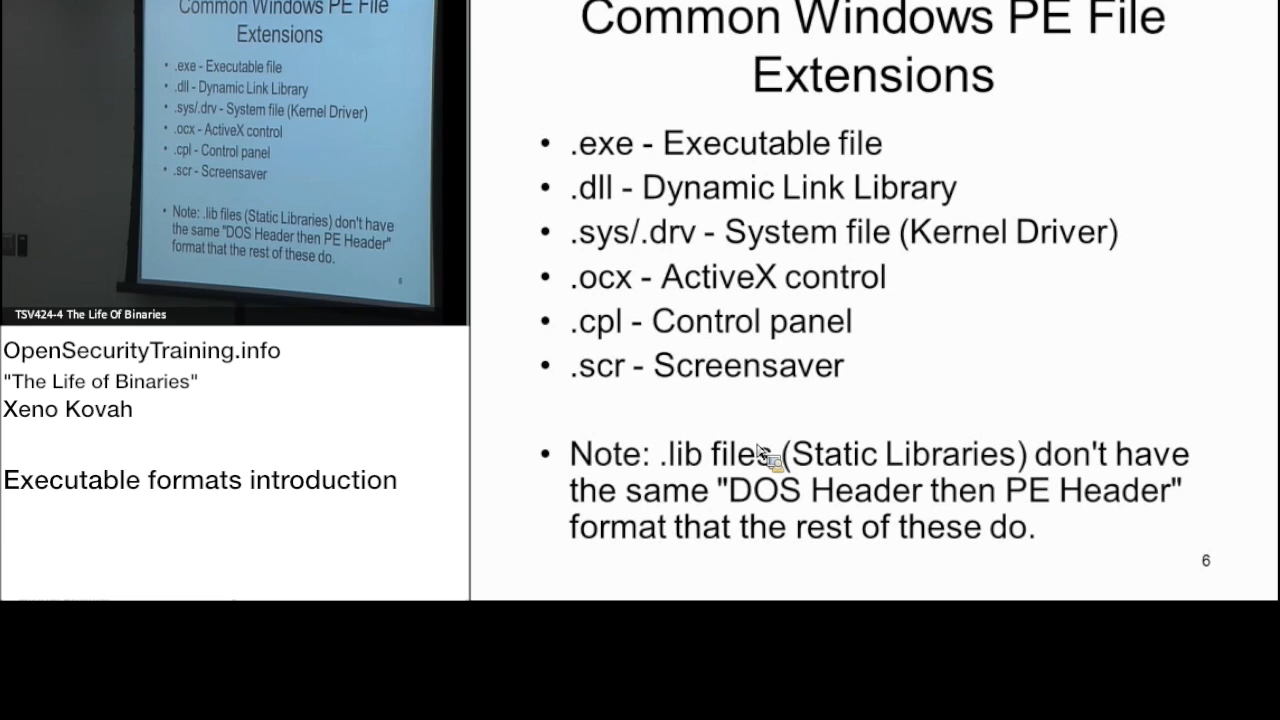 Common Windows PE File
Extensions
• .exe - Executable file
• .dll - Dynamic Link Library
• .sys/.drv - System file (Kernel Driver)
• .ocx - ActiveX control
• .cpl - Control panel
• .scr - Screensaver
• Note: .lib files (Static Libraries) don't have
the same "DOS Header then PE Header"
format that the rest of these do.
6
TSV424-4 The Life Of Binaries
OpenSecurityTraining.info
"The Life of Binaries"
Xeno Kovah
Executable formats introduction
Common Windows PE File
Extensions
• .exe - Executable file
• .dll - Dynamic Link Library
• .sys/.drv - System file (Kernel Driver)
• .ocx - ActiveX control
• .cpl - Control panel
• .scr - Screensaver
• Note: .lib files (Static Libraries) don't have
the same "DOS Header then PE Header"
format that the rest of these do.
6